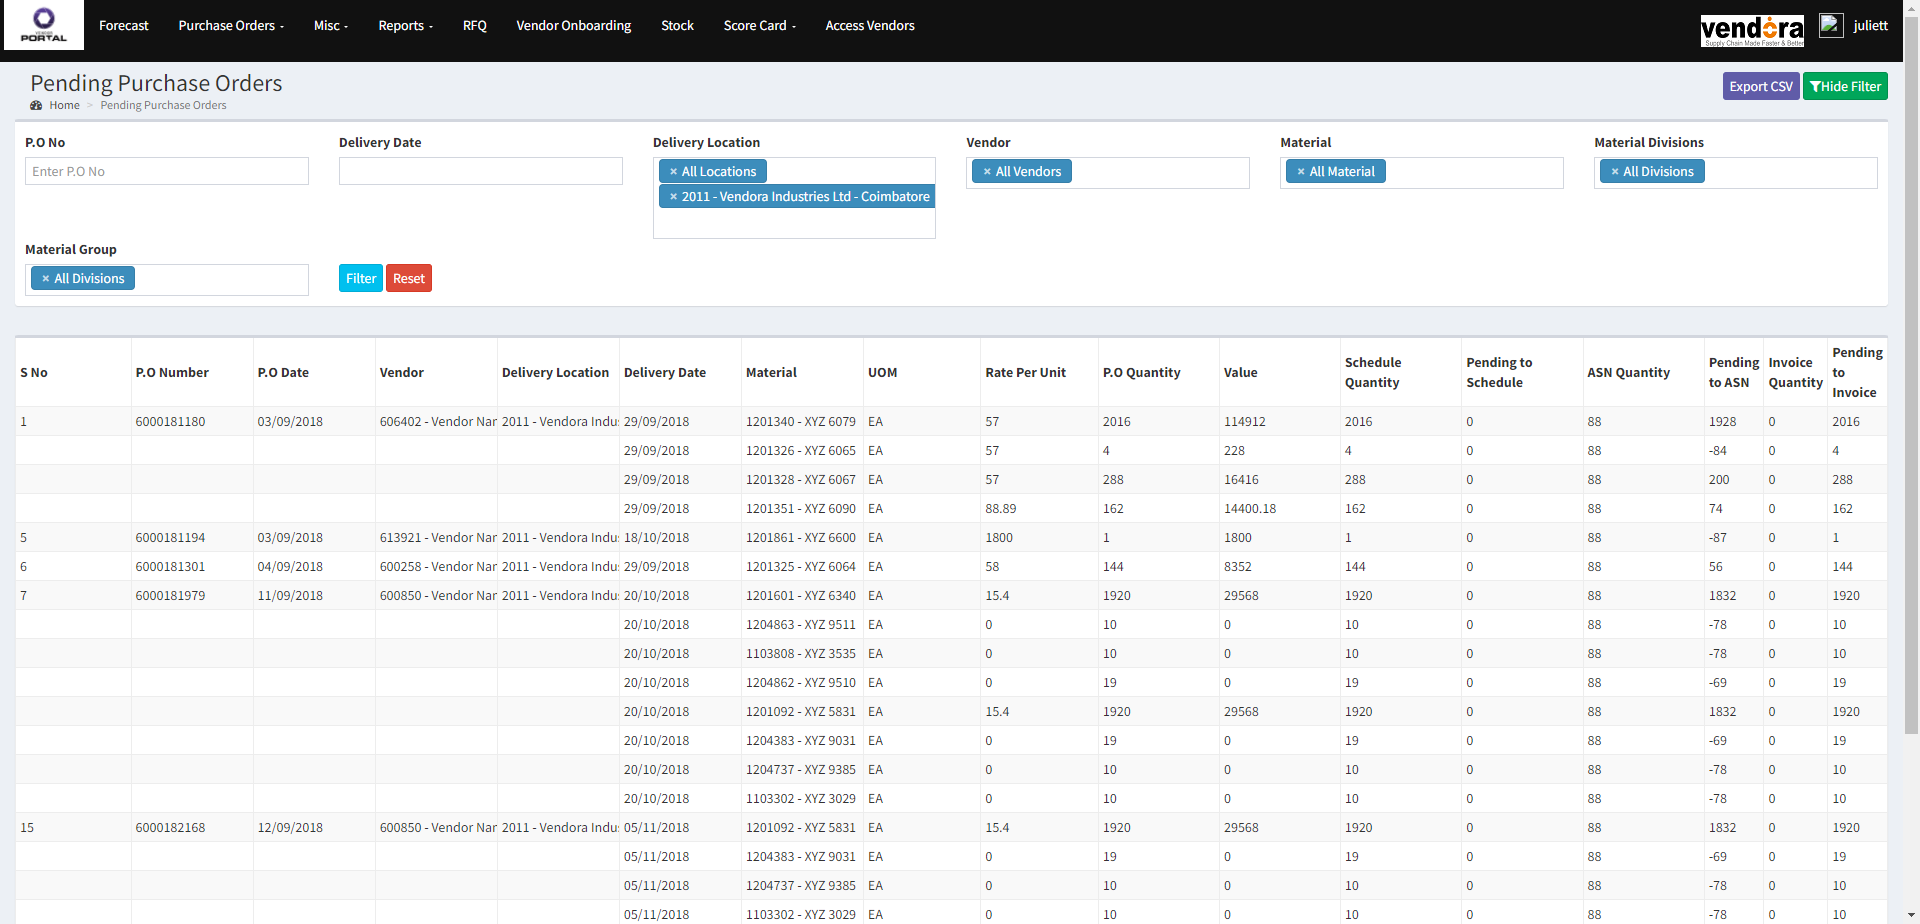 VENDOR
PORTAL
Forecast Purchase Orders Misc Reports RFQ Vendor Onboarding Stock Score Card Access Vendors
vendora
Supply Chain Made Faster & Better
juliett
Pending Purchase Orders
Home > Pending Purchase Orders
Export CSV Hide Filter
P.O No Delivery Date Delivery Location Vendor Material Material Divisions
Enter P.O No × All Locations × All Vendors × All Material × All Divisions
× 2011 - Vendora Industries Ltd - Coimbatore
Material Group
× All Divisions Filter Reset
S No P.O Number P.O Date Vendor Delivery Location Delivery Date Material UOM Rate Per Unit P.O Quantity Value Schedule Quantity Pending to Schedule ASN Quantity Pending to ASN Invoice Quantity Pending to Invoice
1 6000181180 03/09/2018 606402 - Vendor Nar 2011 - Vendora Indu 29/09/2018 1201340 - XYZ 6079 EA 57 2016 114912 2016 0 88 1928 0 2016
29/09/2018 1201326 - XYZ 6065 EA 57 4 228 4 0 88 -84 0 4
29/09/2018 1201328 - XYZ 6067 EA 57 288 16416 288 0 88 200 0 288
29/09/2018 1201351 - XYZ 6090 EA 88.89 162 14400.18 162 0 88 74 0 162
5 6000181194 03/09/2018 613921 - Vendor Nar 2011 - Vendora Indu 18/10/2018 1201861 - XYZ 6600 EA 1800 1 1800 1 0 88 -87 0 1
6 6000181301 04/09/2018 600258 - Vendor Nar 2011 - Vendora Indu 29/09/2018 1201325 - XYZ 6064 EA 58 144 8352 144 0 88 56 0 144
7 6000181979 11/09/2018 600850 - Vendor Nar 2011 - Vendora Indu 20/10/2018 1201601 - XYZ 6340 EA 15.4 1920 29568 1920 0 88 1832 0 1920
20/10/2018 1204863 - XYZ 9511 EA 0 10 0 10 0 88 -78 0 10
20/10/2018 1103808 - XYZ 3535 EA 0 10 0 10 0 88 -78 0 10
20/10/2018 1204862 - XYZ 9510 EA 0 19 0 19 0 88 -69 0 19
20/10/2018 1201092 - XYZ 5831 EA 15.4 1920 29568 1920 0 88 1832 0 1920
20/10/2018 1204383 - XYZ 9031 EA 0 19 0 19 0 88 -69 0 19
20/10/2018 1204737 - XYZ 9385 EA 0 10 0 10 0 88 -78 0 10
20/10/2018 1103302 - XYZ 3029 EA 0 10 0 10 0 88 -78 0 10
15 6000182168 12/09/2018 600850 - Vendor Nar 2011 - Vendora Indu 05/11/2018 1201092 - XYZ 5831 EA 15.4 1920 29568 1920 0 88 1832 0 1920
05/11/2018 1204383 - XYZ 9031 EA 0 19 0 19 0 88 -69 0 19
05/11/2018 1204737 - XYZ 9385 EA 0 10 0 10 0 88 -78 0 10
05/11/2018 1103302 - XYZ 3029 EA 0 10 0 10 0 88 -78 0 10